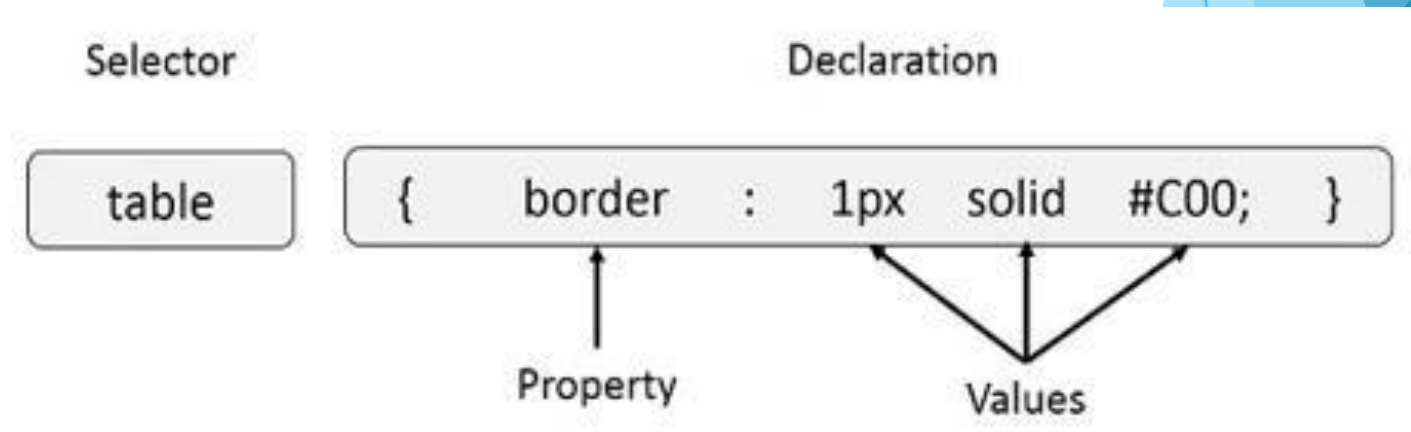 Selector Declaration
table { border : 1px solid #C00; }
Property
Values